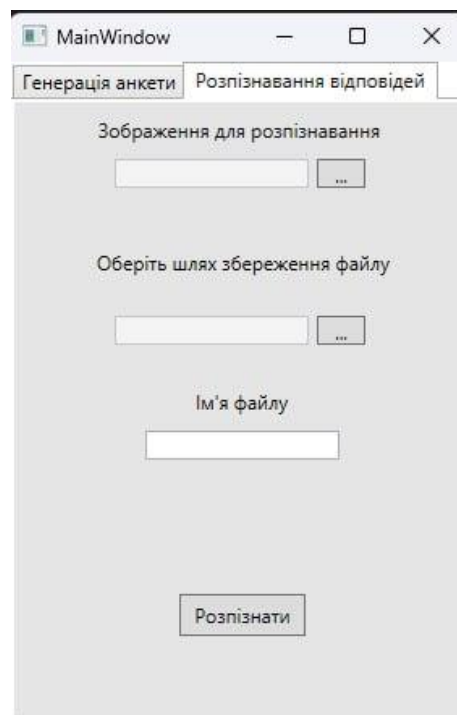 MainWindow
Генерація анкети Розпізнавання відповідей
Зображення для розпізнавання
...
Оберіть шлях збереження файлу
...
Ім'я файлу
Розпізнати